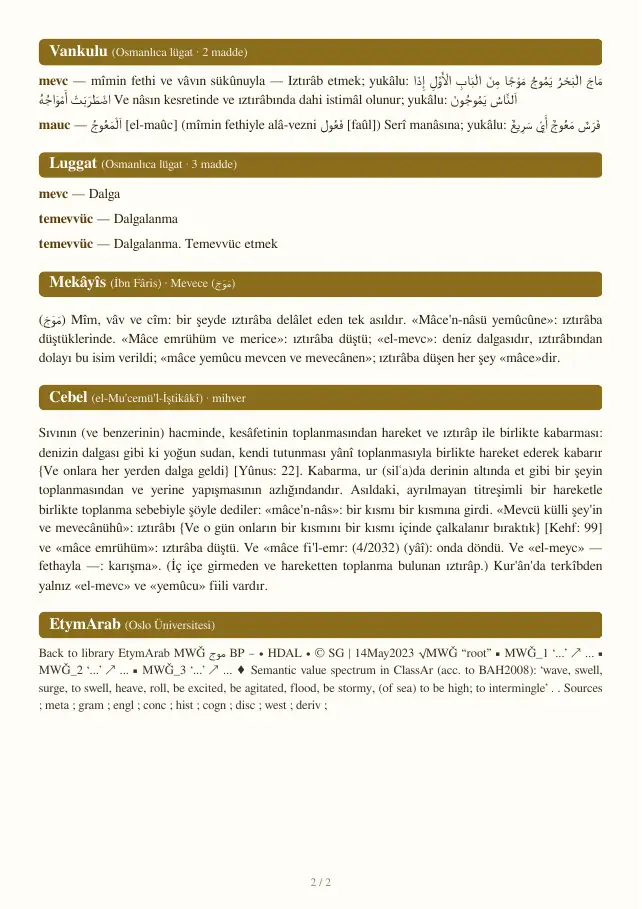 Vankulu (Osmanlıca lügat · 2 madde)
mevc — mîmin fethi ve vâvın sükûnuyla — Iztırâb etmek; yukâlu: مَاجَ الْبَحْرُ يَمُوجُ مَوْجًا مِنَ الْبَابِ الْأَوَّلِ إِذَا
اضْطَرَبَتْ أَمْوَاجُهُ Ve nâsın kesretinde ve ıztırâbında dahi istimâl olunur; yukâlu: اَلنَّاسُ يَمُوجُونَ
mauc — اَلْمَعُوجُ [el-maûc] (mîmin fethiyle alâ-vezni فَعُول [faûl]) Serî manâsına; yukâlu: فَرَسٌ مَعُوجٌ أَيْ سَرِيعٌ
Luggat (Osmanlıca lügat · 3 madde)
mevc — Dalga
temevvüc — Dalgalanma
temevvüc — Dalgalanma. Temevvüc etmek
Mekâyîs (İbn Fâris) · Mevece (مَوَجَ)
(مَوَجَ) Mîm, vâv ve cîm: bir şeyde ıztırâba delâlet eden tek asıldır. «Mâce'n-nâsü yemûcûne»: ıztırâba
düştüklerinde. «Mâce emrühüm ve merice»: ıztırâba düştü; «el-mevc»: deniz dalgasıdır, ıztırâbından
dolayı bu isim verildi; «mâce yemûcu mevcen ve mevecânen»; ıztırâba düşen her şey «mâce»dir.
Cebel (el-Mu'cemü'l-İştikâkî) · mihver
Sıvının (ve benzerinin) hacminde, kesâfetinin toplanmasından hareket ve ıztırâp ile birlikte kabarması:
denizin dalgası gibi ki yoğun sudan, kendi tutunması yânî toplanmasıyla birlikte hareket ederek kabarır
{Ve onlara her yerden dalga geldi} [Yûnus: 22]. Kabarma, ur (silʿa)da derinin altında et gibi bir şeyin
toplanmasından ve yerine yapışmasının azlığındandır. Asıldaki, ayrılmayan titreşimli bir hareketle
birlikte toplanma sebebiyle şöyle dediler: «mâce'n-nâs»: bir kısmı bir kısmına girdi. «Mevcü külli şey'in
ve mevecânühû»: ıztırâbı {Ve o gün onların bir kısmını bir kısmı içinde çalkalanır bıraktık} [Kehf: 99]
ve «mâce emrühüm»: ıztırâba düştü. Ve «mâce fi'l-emr: (4/2032) (yâî): onda döndü. Ve «el-meyc» —
fethayla —: karışma». (İç içe girmeden ve hareketten toplanma bulunan ıztırâp.) Kur'ân'da terkîbden
yalnız «el-mevc» ve «yemûcu» fiili vardır.
EtymArab (Oslo Üniversitesi)
Back to library EtymArab MWǦ موج BP – • HDAL • © SG | 14May2023 √MWǦ “root” ▪ MWǦ_1 ‘...’ ↗ ... ▪
MWǦ_2 ‘...’ ↗ ... ▪ MWǦ_3 ‘...’ ↗ ... ♦ Semantic value spectrum in ClassAr (acc. to BAH2008): ‘wave, swell,
surge, to swell, heave, roll, be excited, be agitated, flood, be stormy, (of sea) to be high; to intermingle’ . . Sources
; meta ; gram ; engl ; conc ; hist ; cogn ; disc ; west ; deriv ;
2 / 2